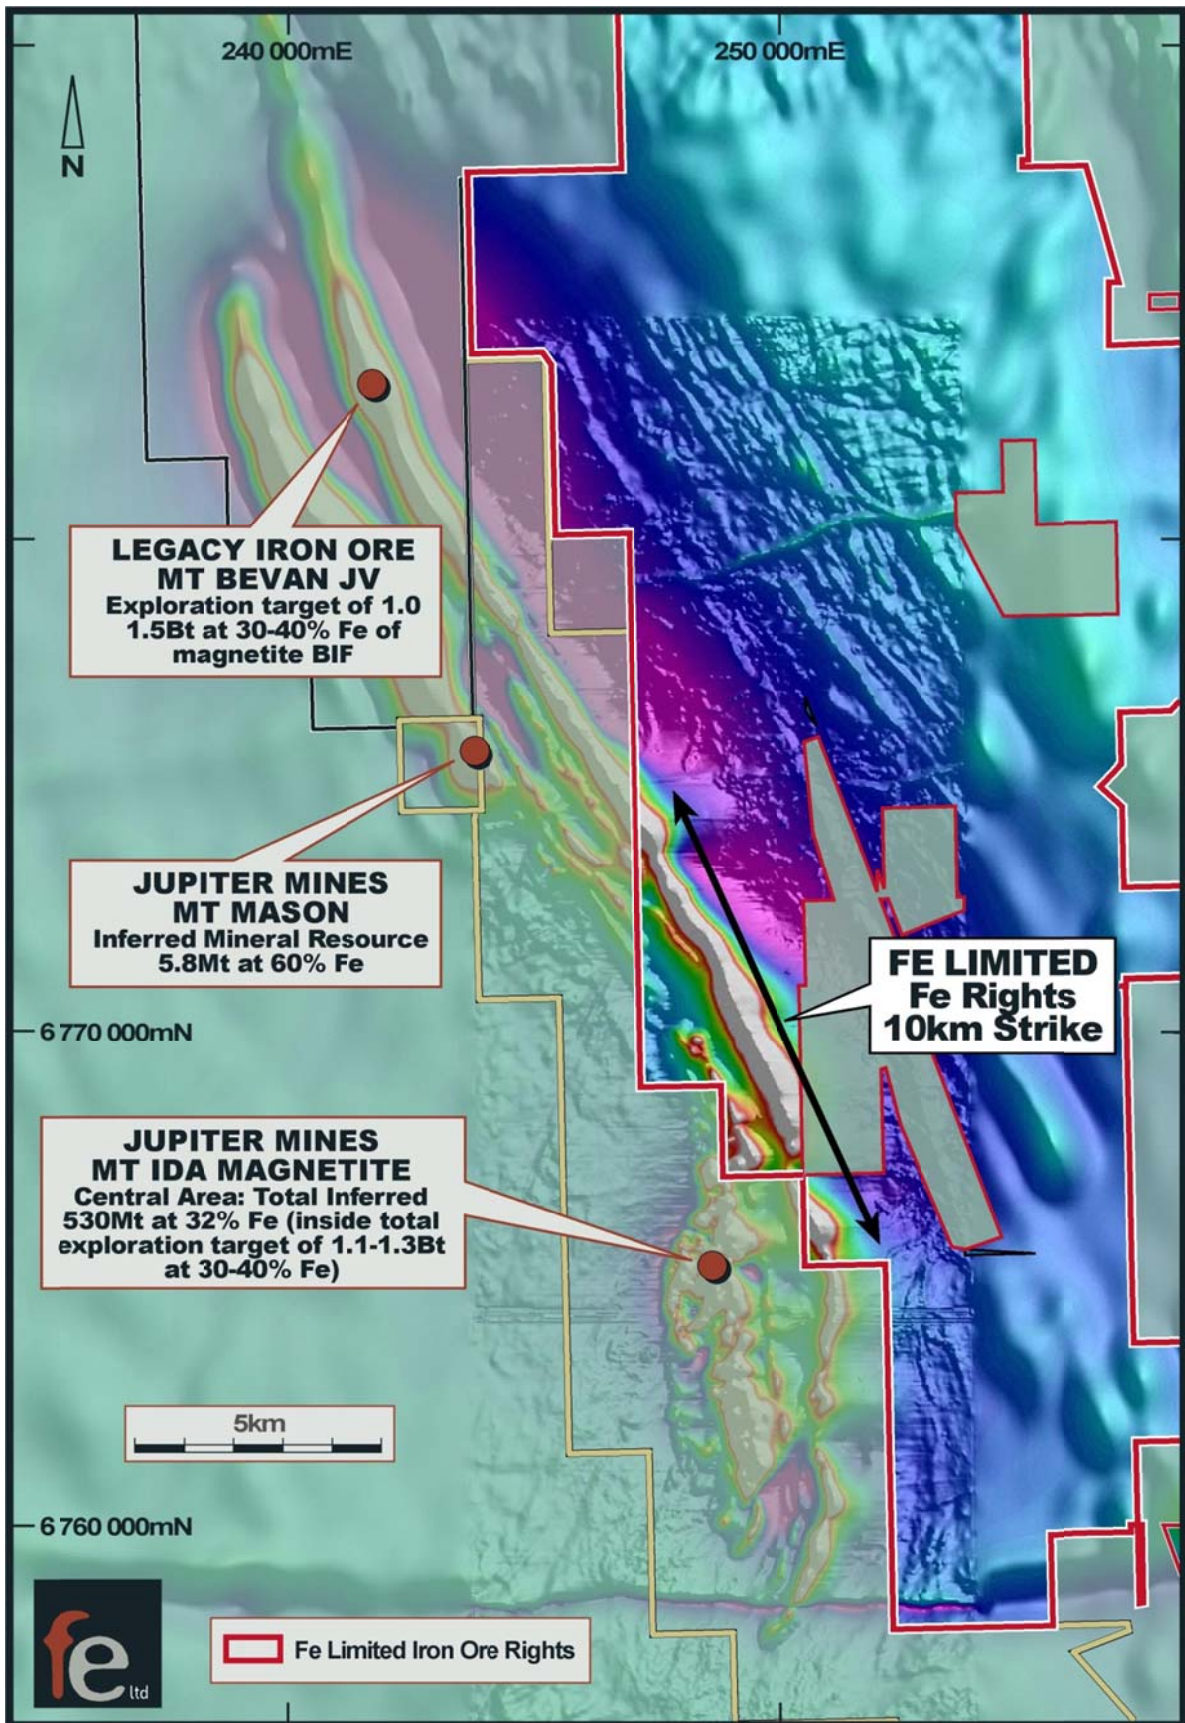 240 000mE
250 000mE
N
LEGACY IRON ORE
MT BEVAN JV
Exploration target of 1.0
1.5Bt at 30-40% Fe of
magnetite BIF
JUPITER MINES
MT MASON
Inferred Mineral Resource
5.8Mt at 60% Fe
FE LIMITED
Fe Rights
10km Strike
6 770 000mN
JUPITER MINES
MT IDA MAGNETITE
Central Area: Total Inferred
530Mt at 32% Fe (inside total
exploration target of 1.1-1.3Bt
at 30-40% Fe)
5km
6 760 000mN
fe
ltd
Fe Limited Iron Ore Rights